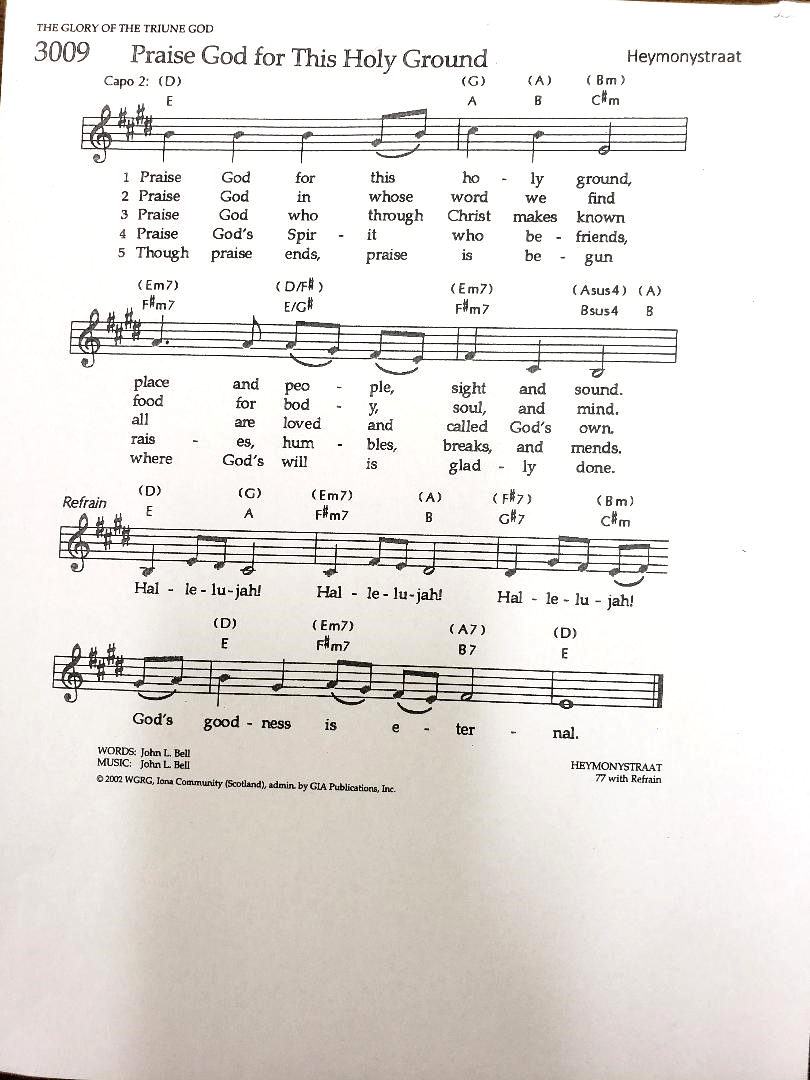 THE GLORY OF THE TRIUNE GOD
3009 Praise God for This Holy Ground Heymonystraat
Capo 2: (D) (G) (A) (Bm)
E A B C#m
1 Praise God for this ho - ly ground,
2 Praise God in whose word we find
3 Praise God who through Christ makes known
4 Praise God's Spir - it who be - friends,
5 Though praise ends, praise is be - gun
(Em7) (D/F#) (Em7) (Asus4) (A)
F#m7 E/G# F#m7 Bsus4 B
place and peo - ple, sight and sound.
food for bod - y, soul, and mind.
all are loved and called God's own.
rais - es, hum - bles, breaks, and mends.
where God's will is glad - ly done.
Refrain (D) (G) (Em7) (A) (F#7) (Bm)
E A F#m7 B G#7 C#m
Hal - le - lu - jah! Hal - le - lu - jah! Hal - le - lu - jah!
(D) (Em7) (A7) (D)
E F#m7 B7 E
God's good - ness is e - ter - nal.
WORDS: John L. Bell
MUSIC: John L. Bell
© 2002 WGRG, Iona Community (Scotland), admin. by GIA Publications, Inc.
HEYMONYSTRAAT
77 with Refrain